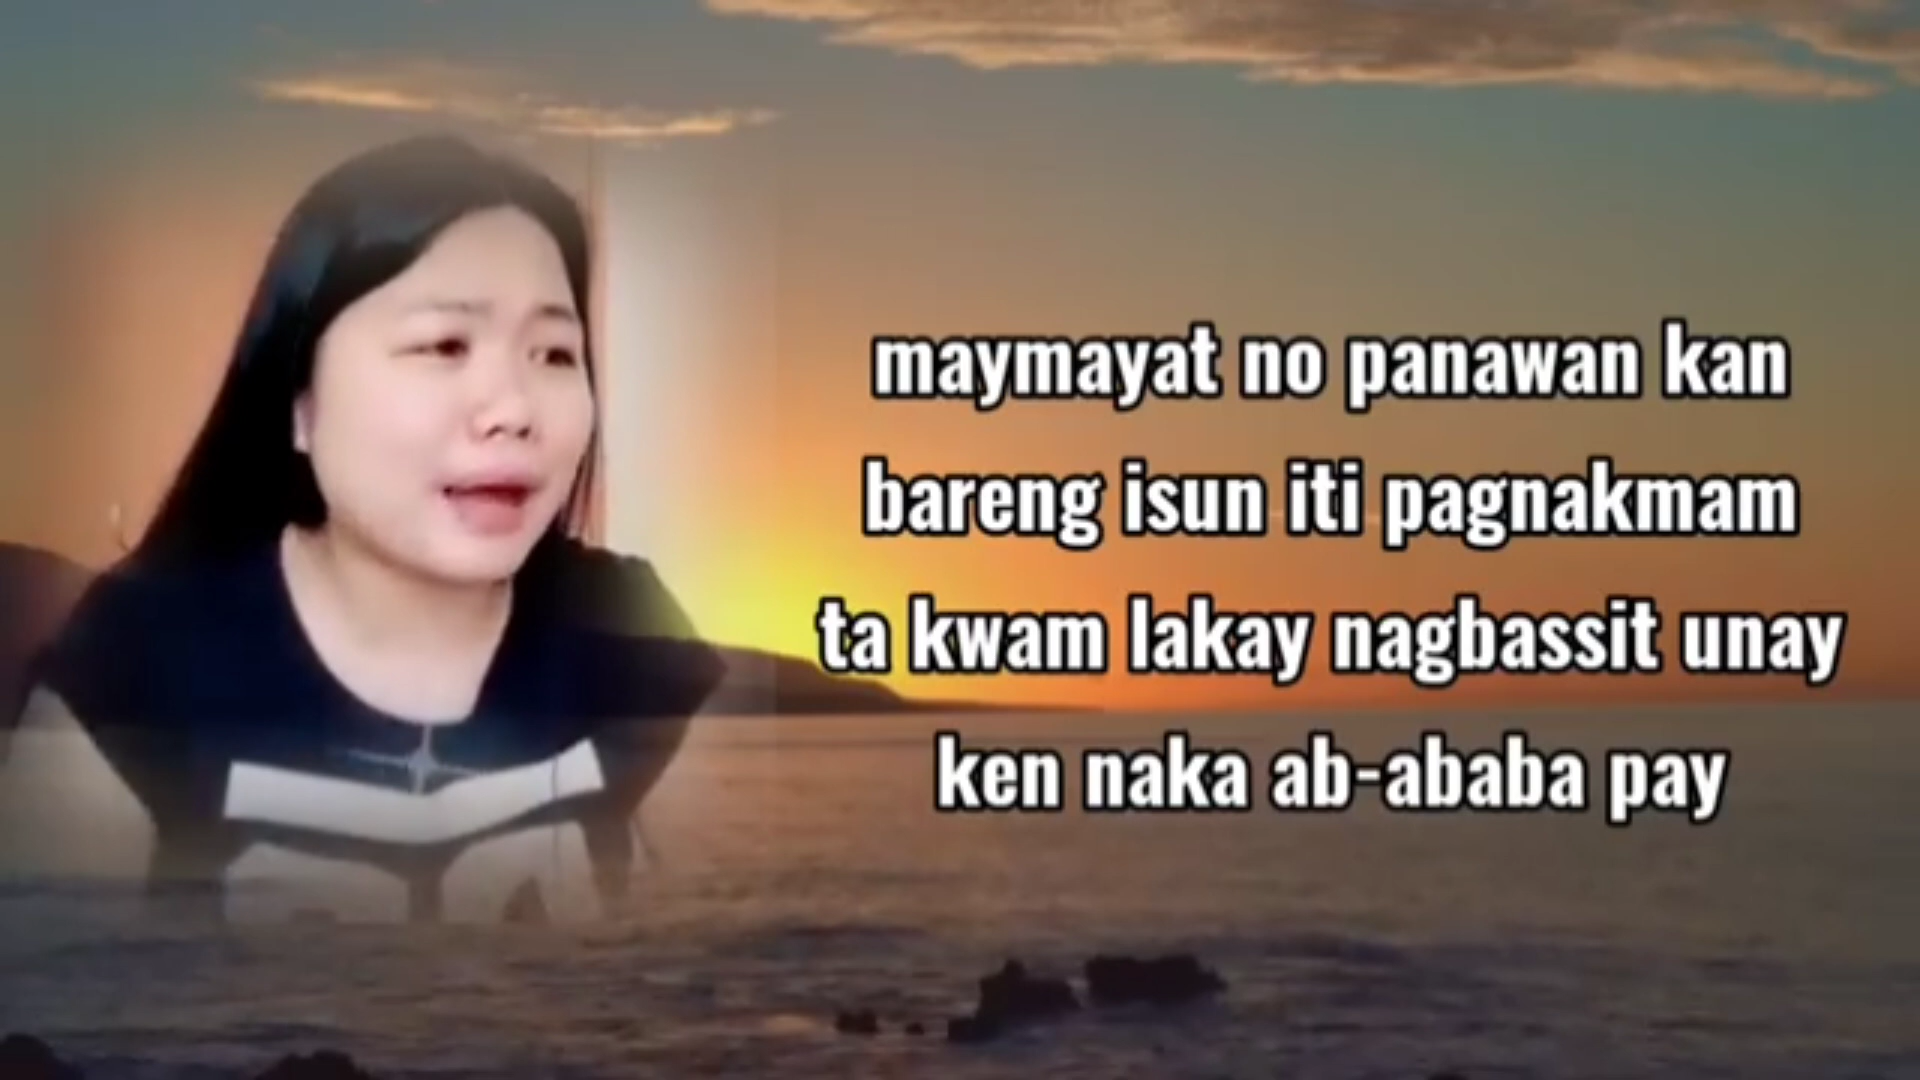 maymayat no panawan kan
bareng isun iti pagnakmam
ta kwam lakay nagbassit unay
ken naka ab-ababa pay